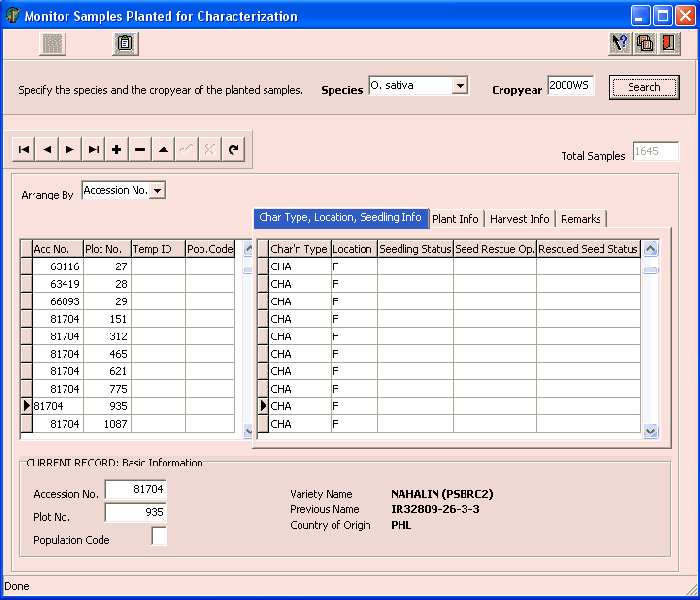 Monitor Samples Planted for Characterization
Specify the species and the cropyear of the planted samples. Species O. sativa Cropyear 2000WS Search
Total Samples 1645
Arrange By Accession No.
Char Type, Location, Seedling Info Plant Info Harvest Info Remarks
Acc No. Plot No. Temp ID Pop.Code Char'r Type Location Seedling Status Seed Rescue Op. Rescued Seed Status
63116 27 CHA F
63419 28 CHA F
66093 29 CHA F
81704 151 CHA F
81704 312 CHA F
81704 465 CHA F
81704 621 CHA F
81704 775 CHA F
81704 935 CHA F
81704 1087 CHA F
CURRENT RECORD: Basic Information
Accession No. 81704 Variety Name NAHALIN (PSBRC2)
Plot No. 935 Previous Name IR32809-26-3-3
Population Code Country of Origin PHL
Done